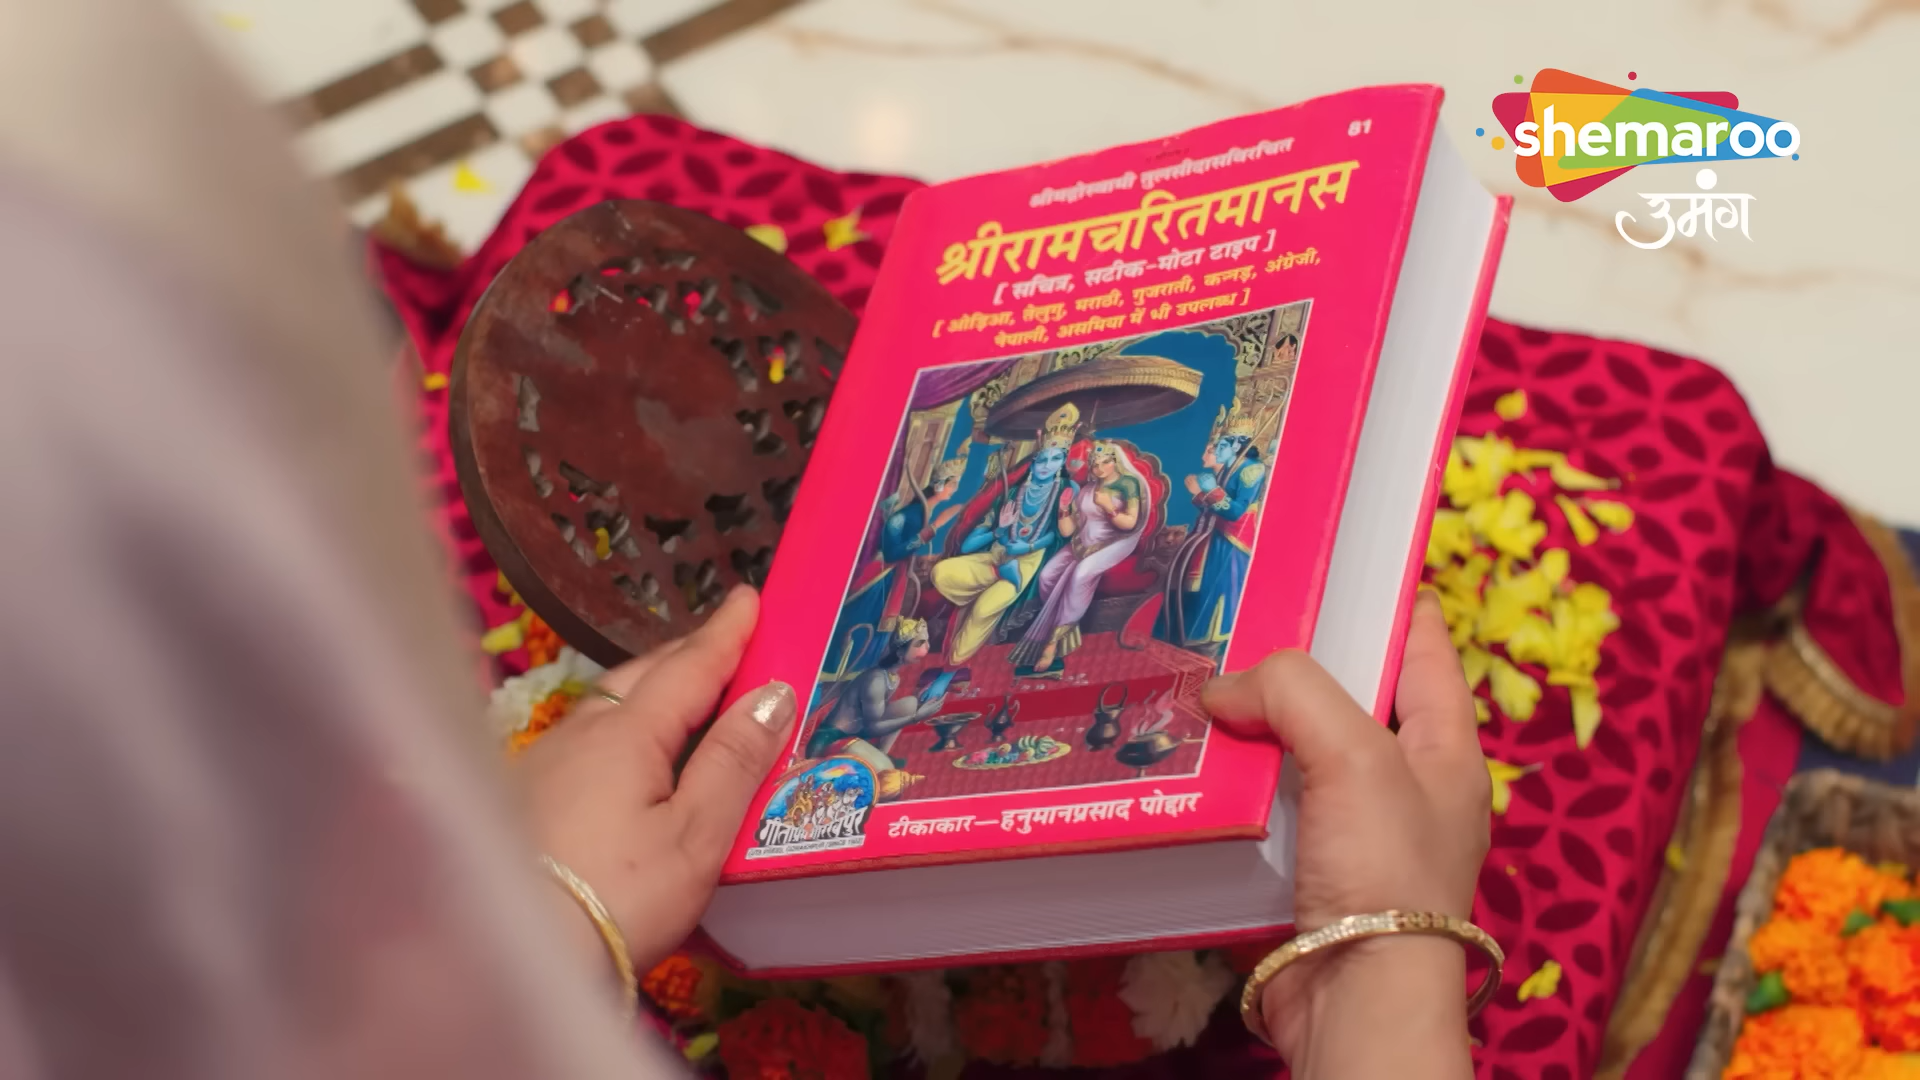 81
श्रीमद्गोस्वामी तुलसीदासविरचित
श्रीरामचरितमानस
[ सचित्र, सटीक-मोटा टाइप ]
[ ओड़िआ, तेलुगु, मराठी, गुजराती, कन्नड़, अंग्रेजी,
नेपाली, असमिया में भी उपलब्ध ]
गीताप्रेस गोरखपुर
टीकाकार—हनुमानप्रसाद पोद्दार
shemaroo
उमंग